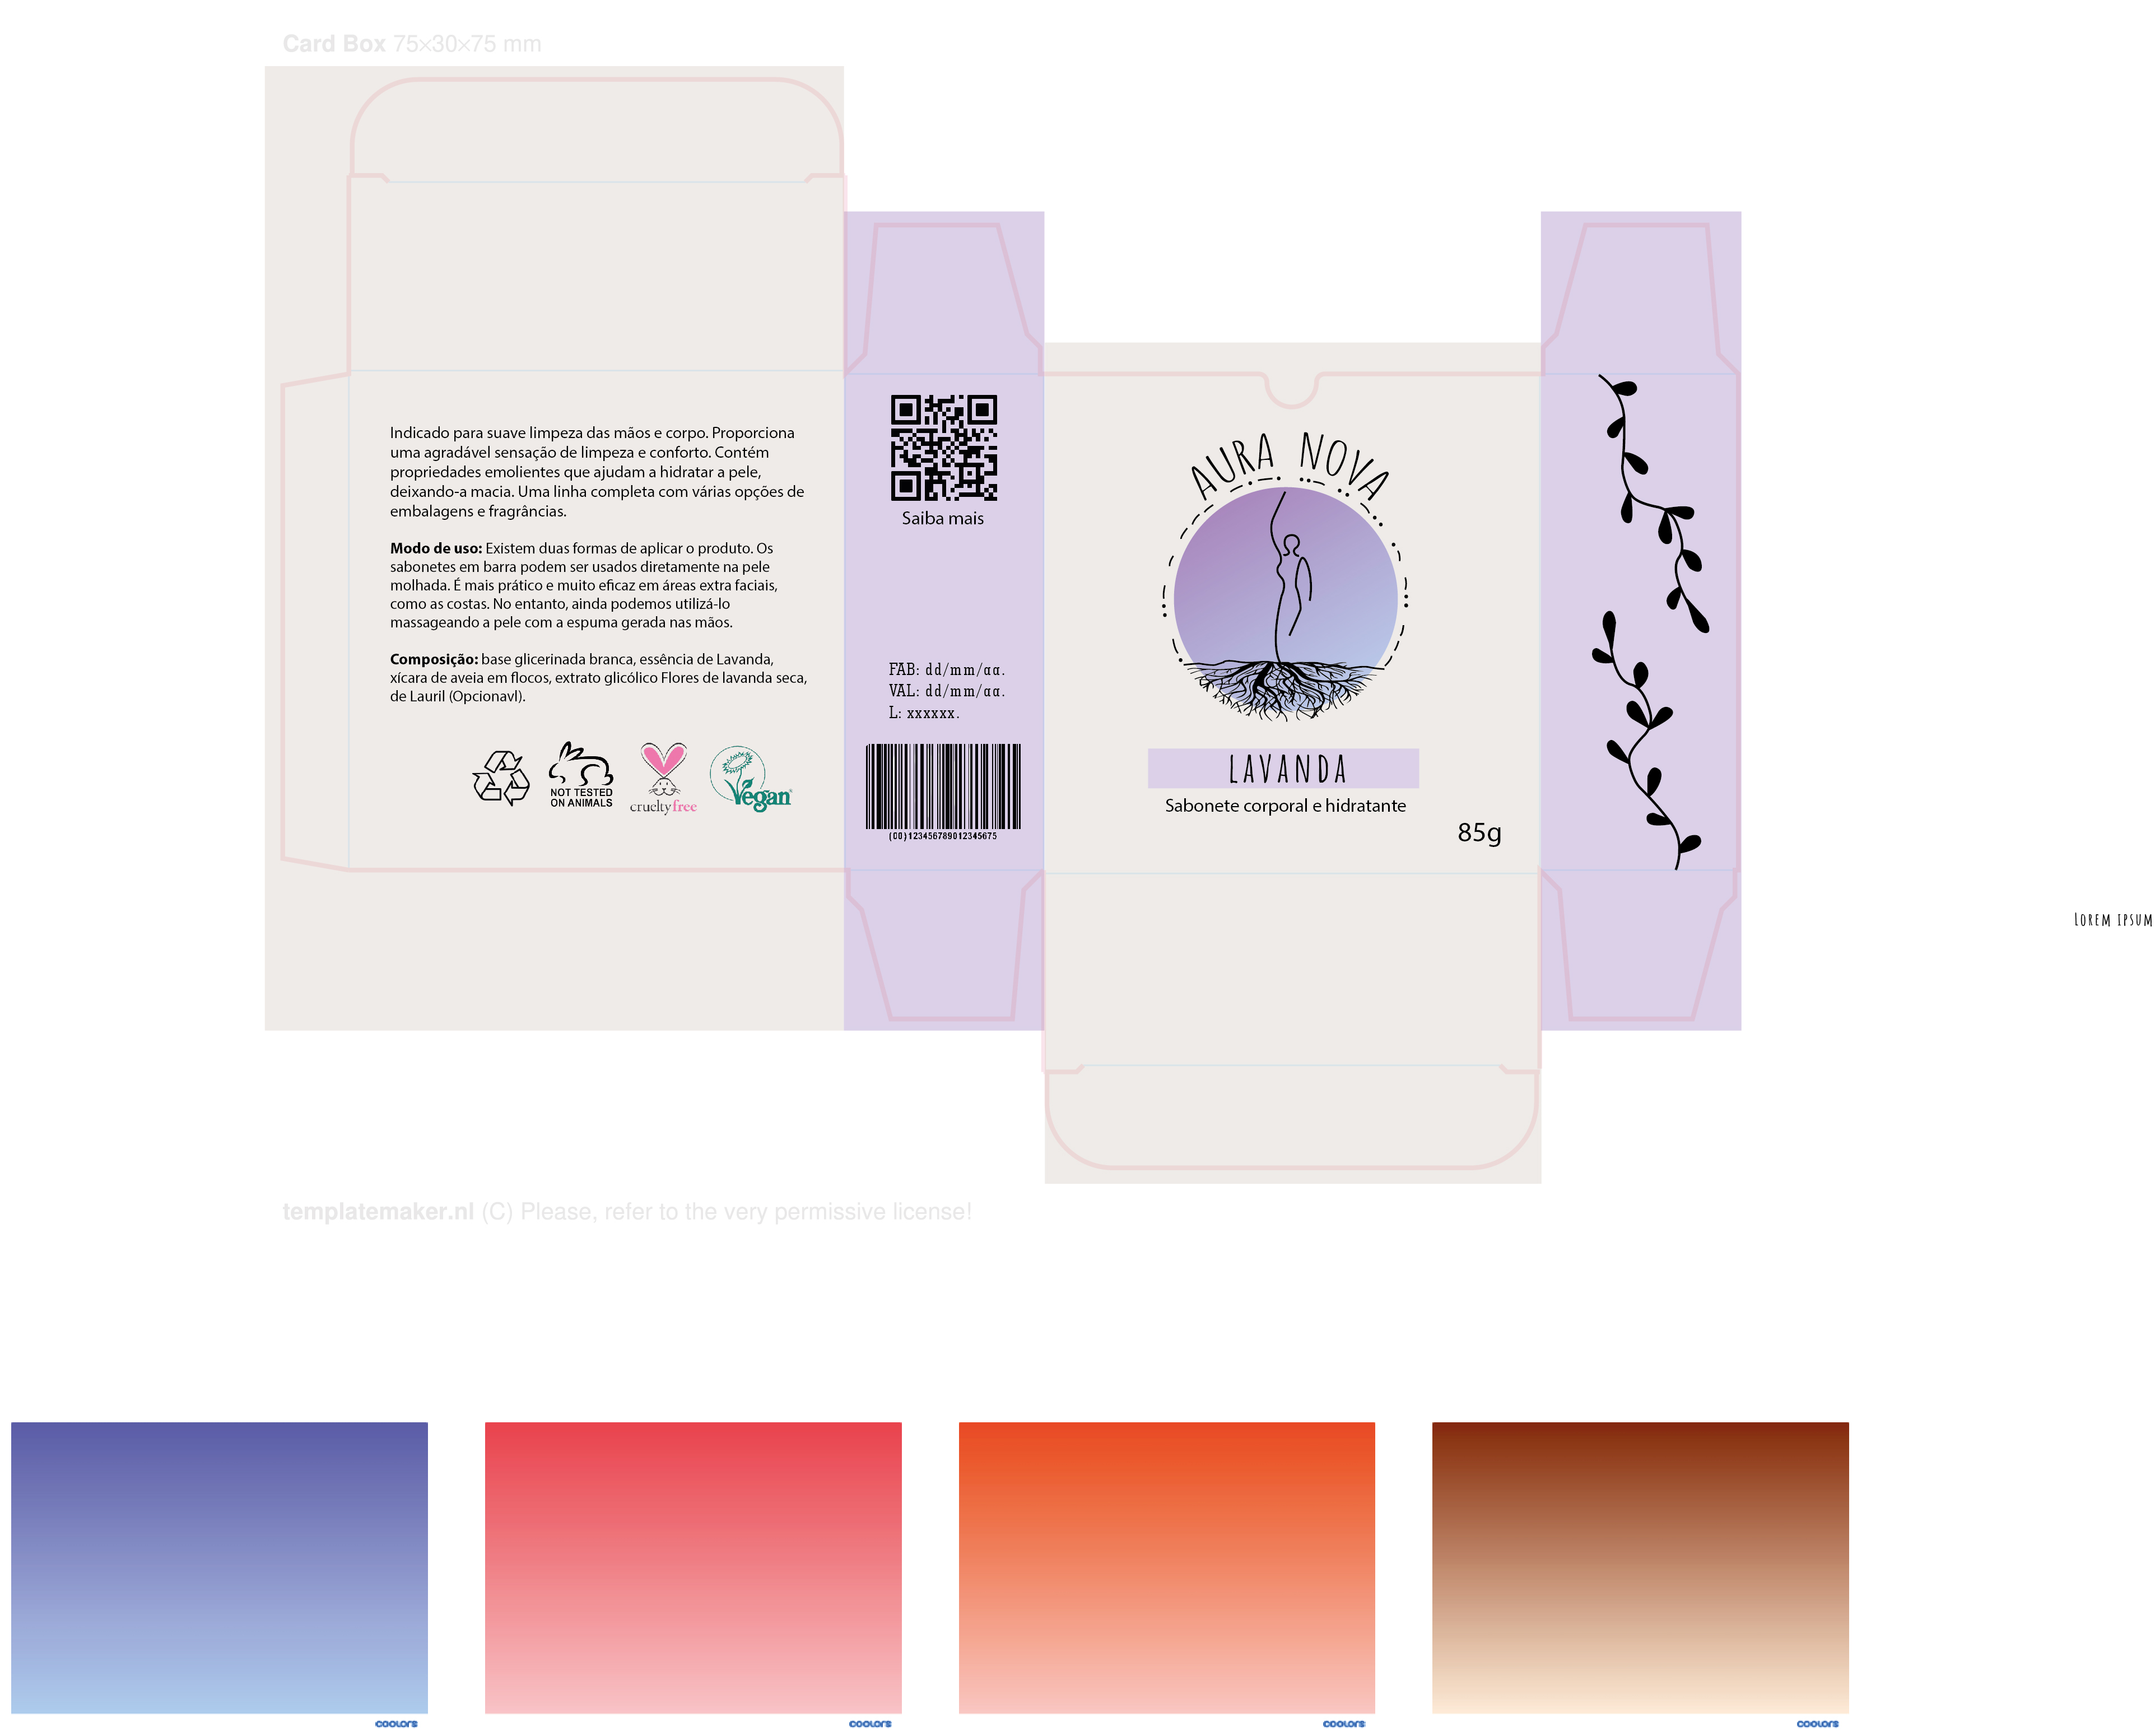 Card Box 75×30×75 mm
Indicado para suave limpeza das mãos e corpo. Proporciona
uma agradável sensação de limpeza e conforto. Contém
propriedades emolientes que ajudam a hidratar a pele,
deixando-a macia. Uma linha completa com várias opções de
embalagens e fragrâncias.
Modo de uso: Existem duas formas de aplicar o produto. Os
sabonetes em barra podem ser usados diretamente na pele
molhada. É mais prático e muito eficaz em áreas extra faciais,
como as costas. No entanto, ainda podemos utilizá-lo
massageando a pele com a espuma gerada nas mãos.
Composição: base glicerinada branca, essência de Lavanda,
xícara de aveia em flocos, extrato glicólico Flores de lavanda seca,
de Lauril (Opcionavl).
NOT TESTED
ON ANIMALS
crueltyfree
Vegan
Saiba mais
FAB: dd/mm/aa.
VAL: dd/mm/aa.
L: xxxxxx.
(00)123456789012345675
AURA NOVA
LAVANDA
Sabonete corporal e hidratante
85g
LOREM IPSUM
templatemaker.nl (C) Please, refer to the very permissive license!
coolors
coolors
coolors
coolors